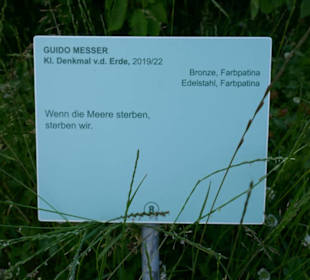 GUIDO MESSER
Kl. Denkmal v.d. Erde, 2019/22
Bronze, Farbpatina
Edelstahl, Farbpatina
Wenn die Meere sterben,
sterben wir.
8